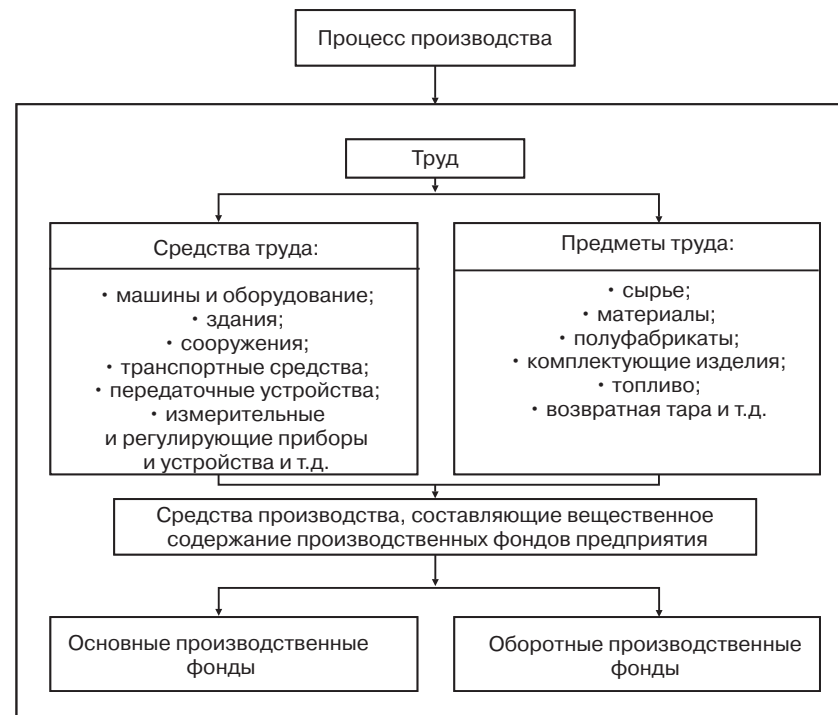 Процесс производства
Труд
Средства труда:
• машины и оборудование;
• здания;
• сооружения;
• транспортные средства;
• передаточные устройства;
• измерительные
и регулирующие приборы
и устройства и т.д.
Предметы труда:
• сырье;
• материалы;
• полуфабрикаты;
• комплектующие изделия;
• топливо;
• возвратная тара и т.д.
Средства производства, составляющие вещественное
содержание производственных фондов предприятия
Основные производственные
фонды
Оборотные производственные
фонды